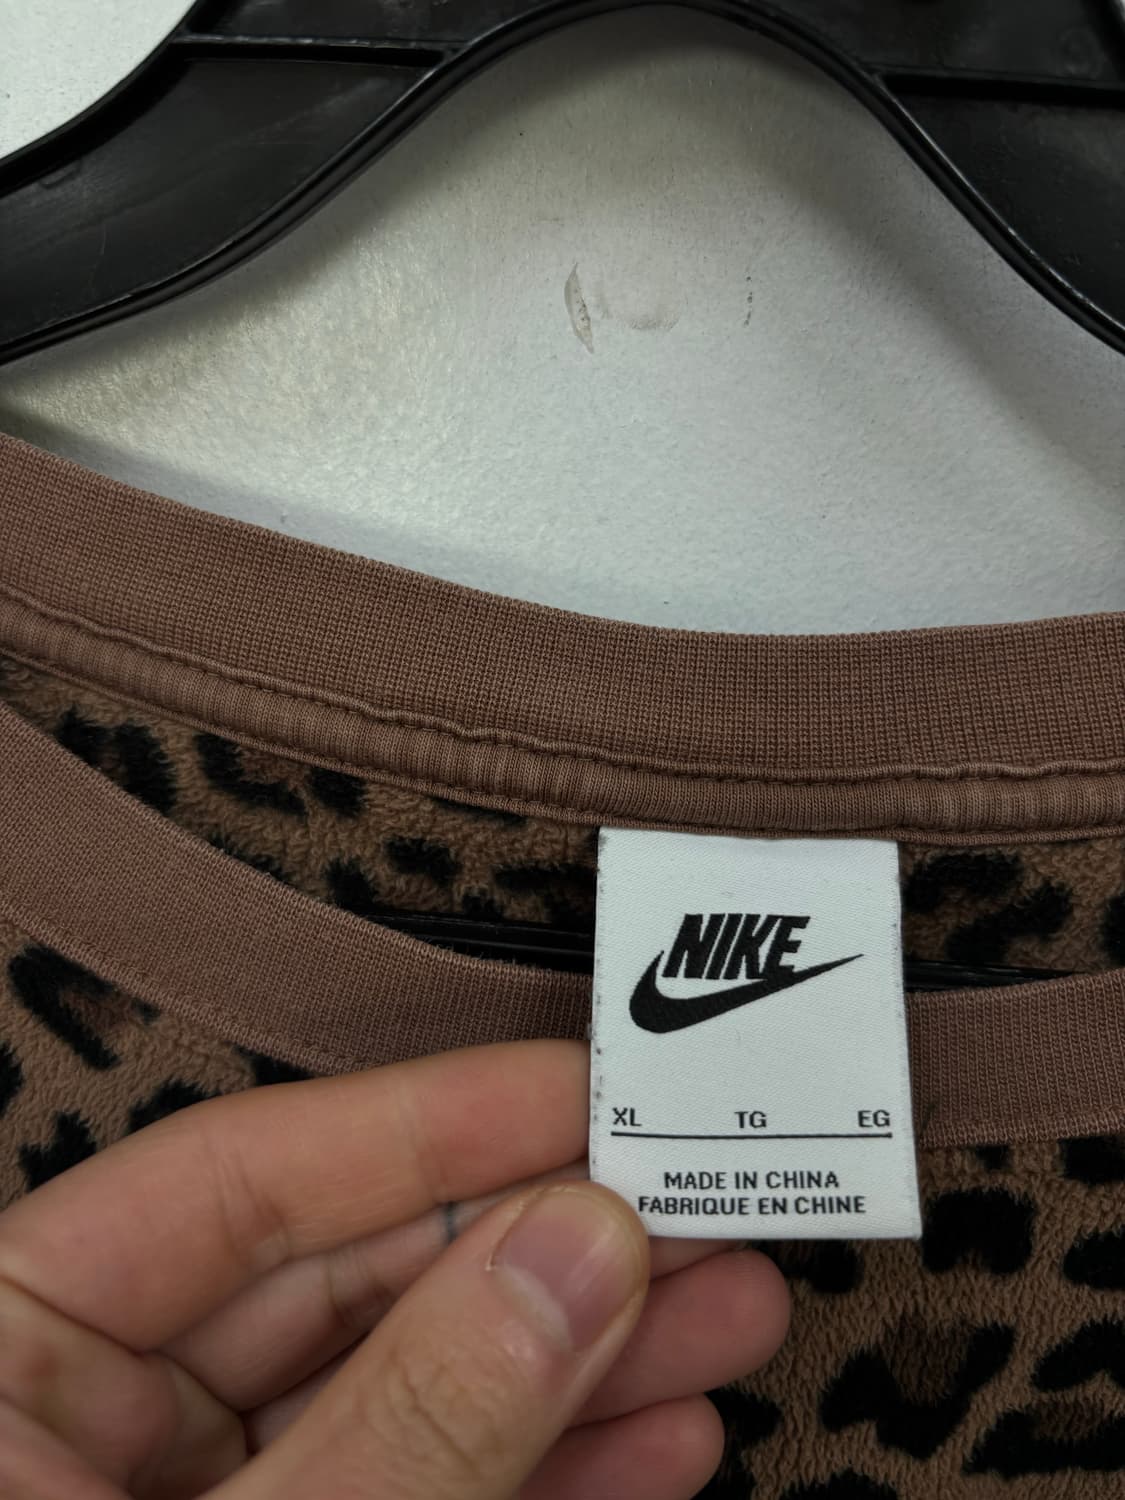 NIKE
XL TG EG
MADE IN CHINA
FABRIQUE EN CHINE